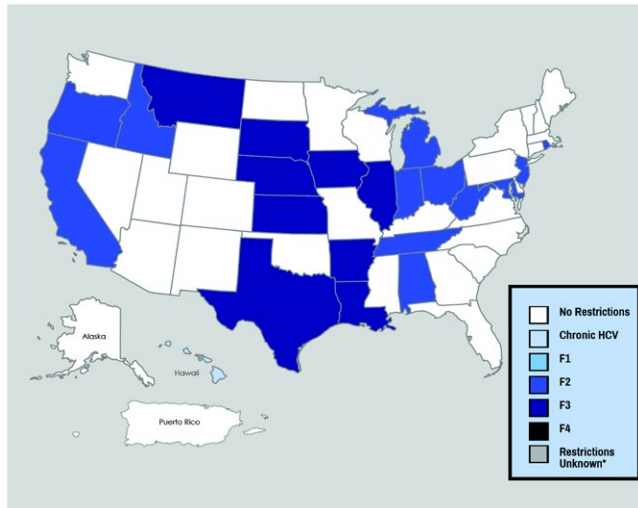 Alaska
Hawaii
Puerto Rico
No Restrictions
Chronic HCV
F1
F2
F3
F4
Restrictions
Unknown*